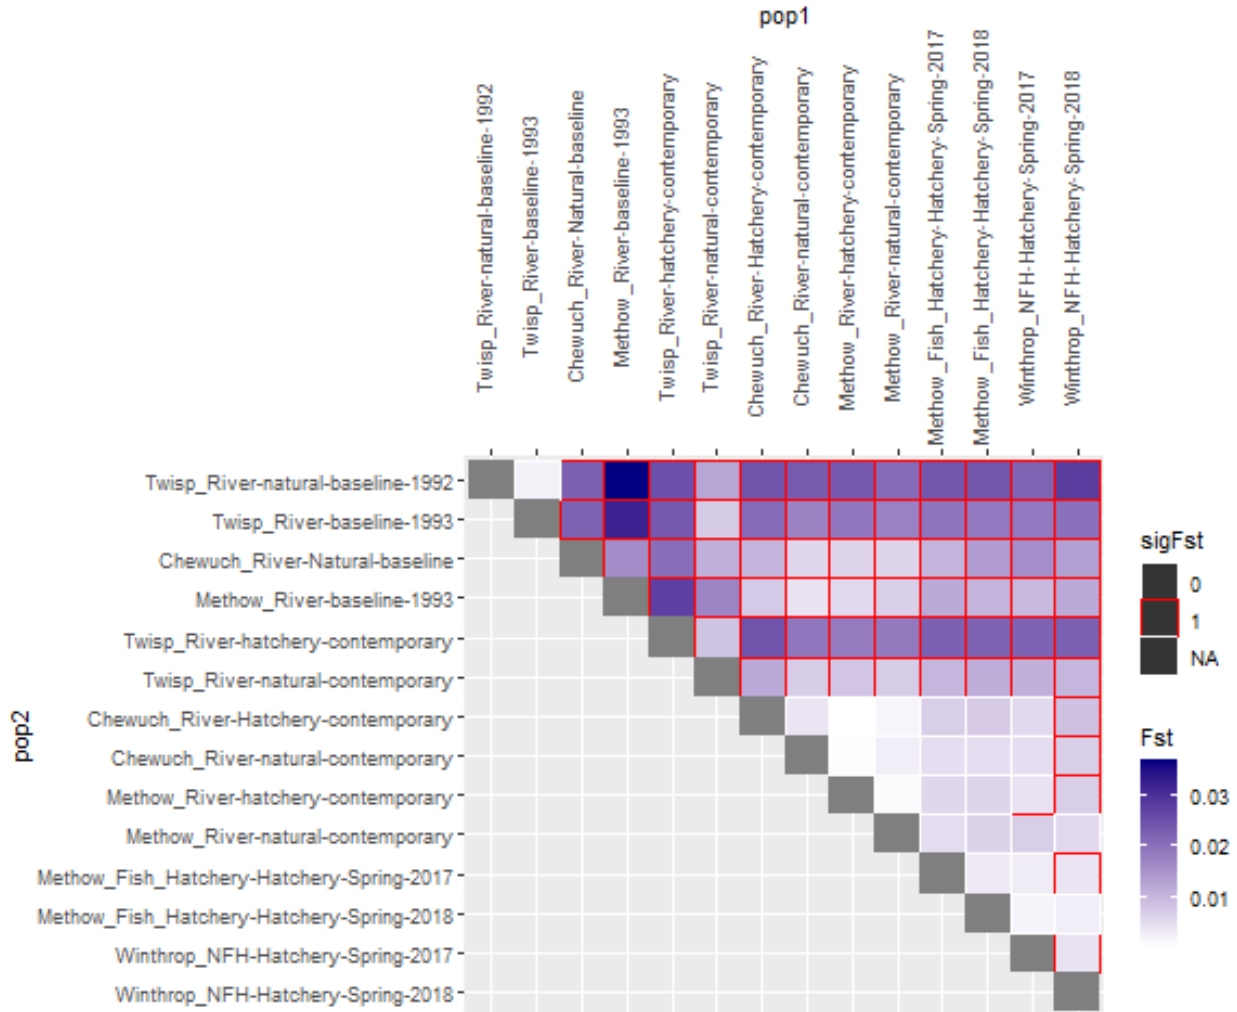 pop1
Twisp_River-natural-baseline-1992
Twisp_River-baseline-1993
Chewuch_River-Natural-baseline
Methow_River-baseline-1993
Twisp_River-hatchery-contemporary
Twisp_River-natural-contemporary
Chewuch_River-Hatchery-contemporary
Chewuch_River-natural-contemporary
Methow_River-hatchery-contemporary
Methow_River-natural-contemporary
Methow_Fish_Hatchery-Hatchery-Spring-2017
Methow_Fish_Hatchery-Hatchery-Spring-2018
Winthrop_NFH-Hatchery-Spring-2017
Winthrop_NFH-Hatchery-Spring-2018
pop2
Twisp_River-natural-baseline-1992
Twisp_River-baseline-1993
Chewuch_River-Natural-baseline
Methow_River-baseline-1993
Twisp_River-hatchery-contemporary
Twisp_River-natural-contemporary
Chewuch_River-Hatchery-contemporary
Chewuch_River-natural-contemporary
Methow_River-hatchery-contemporary
Methow_River-natural-contemporary
Methow_Fish_Hatchery-Hatchery-Spring-2017
Methow_Fish_Hatchery-Hatchery-Spring-2018
Winthrop_NFH-Hatchery-Spring-2017
Winthrop_NFH-Hatchery-Spring-2018
sigFst
0
1
NA
Fst
0.03
0.02
0.01